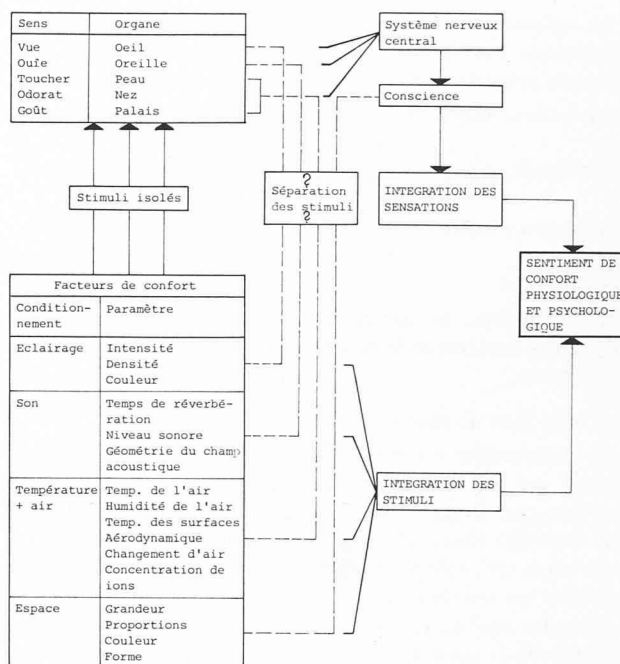 Sens Organe
Vue Oeil
Ouïe Oreille
Toucher Peau
Odorat Nez
Goût Palais
Système nerveux
central
Conscience
Stimuli isolés
?
Séparation
des stimuli
?
INTEGRATION DES
SENSATIONS
SENTIMENT DE
CONFORT
PHYSIOLOGIQUE
ET PSYCHOLO-
GIQUE
Facteurs de confort
Condition-
nement
Paramètre
Eclairage Intensité
Densité
Couleur
Son Temps de réverbé-
ration
Niveau sonore
Géométrie du champ
acoustique
Température Temp. de l'air
+ air Humidité de l'air
Temp. des surfaces
Aérodynamique
Changement d'air
Concentration de
ions
Espace Grandeur
Proportions
Couleur
Forme
INTEGRATION DES
STIMULI